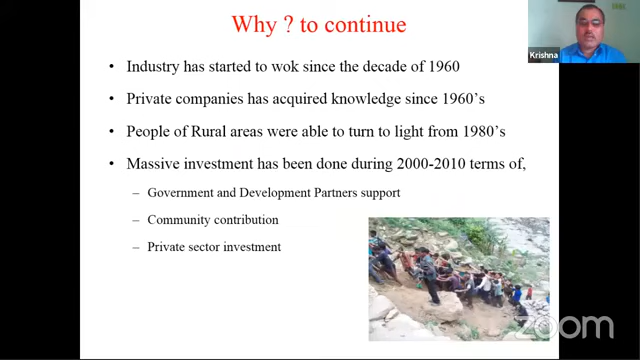 Why ? to continue
• Industry has started to wok since the decade of 1960
• Private companies has acquired knowledge since 1960's
• People of Rural areas were able to turn to light from 1980's
• Massive investment has been done during 2000-2010 terms of,
– Government and Development Partners support
– Community contribution
– Private sector investment
Krishna
zoom